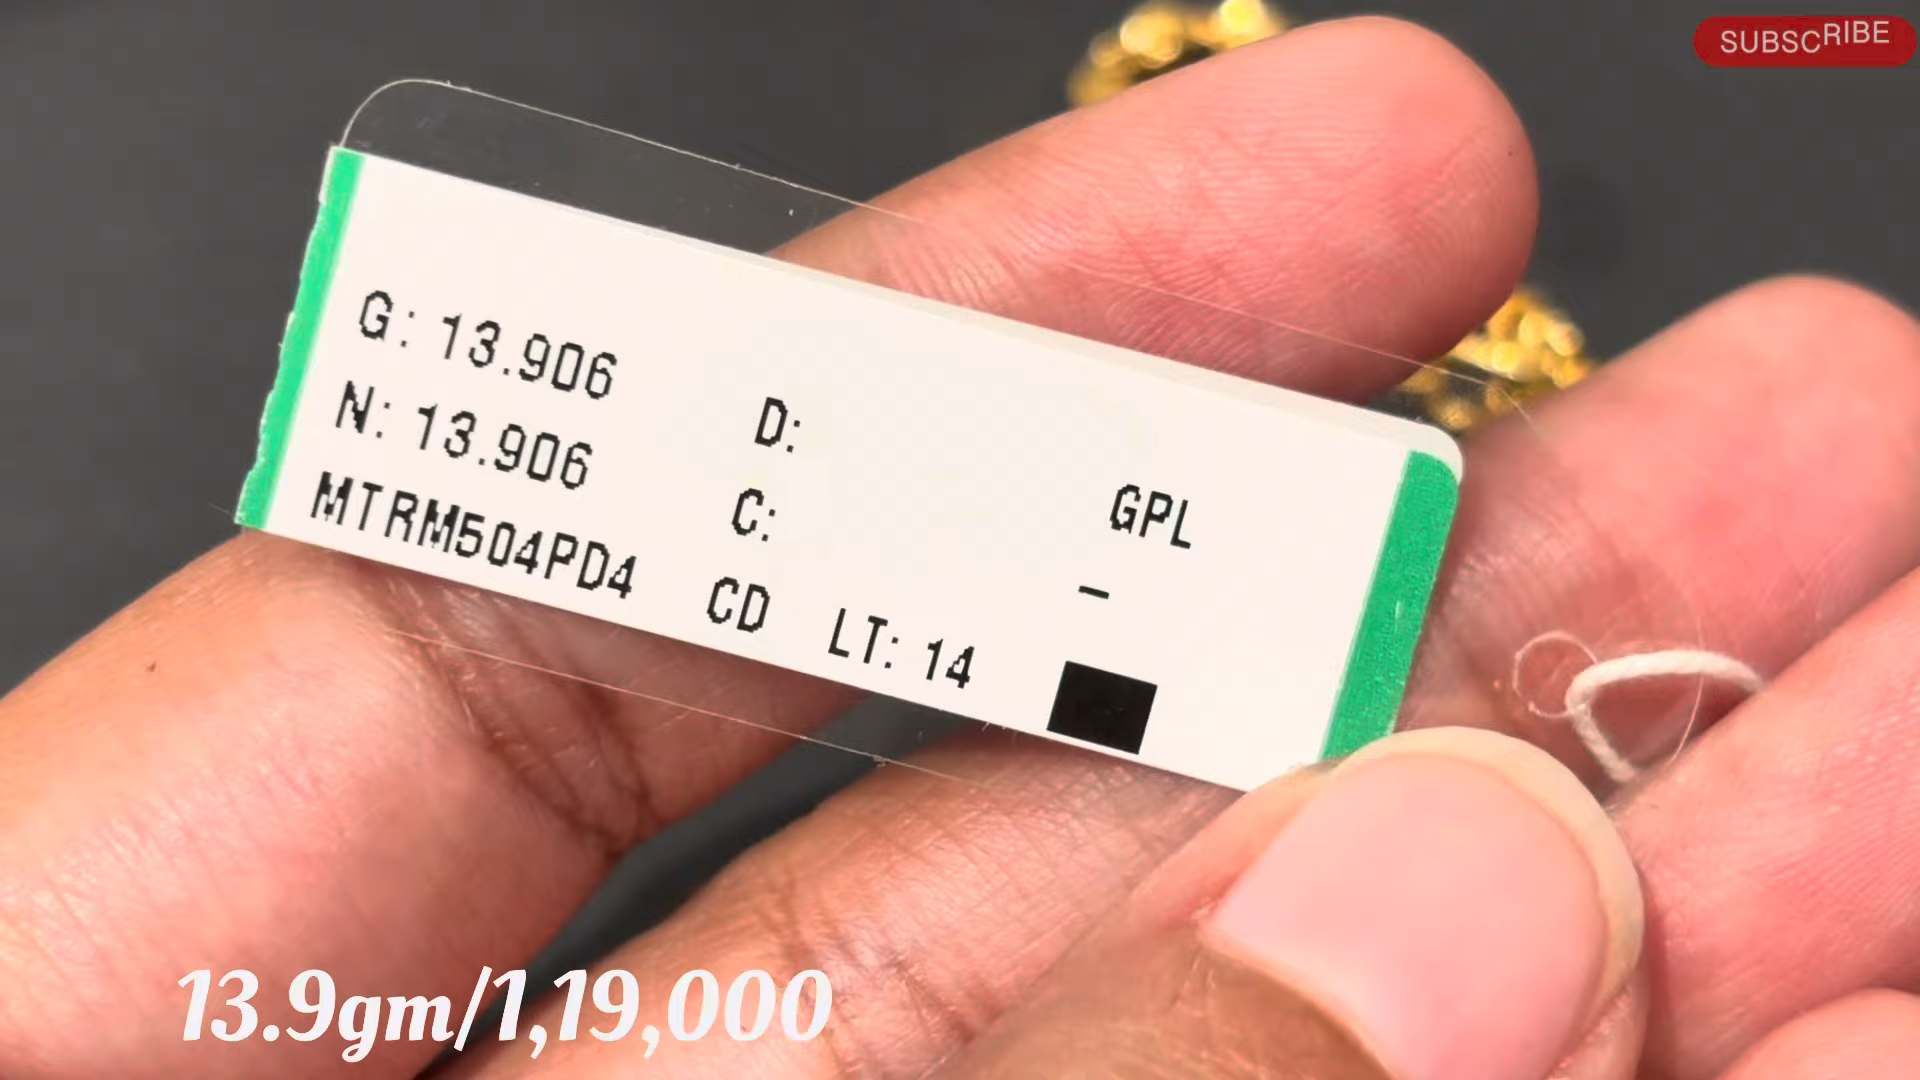 SUBSCRIBE
G: 13.906
N: 13.906
MTRM504PD4
D:
C:
CD LT: 14
GPL
-
13.9gm/1,19,000